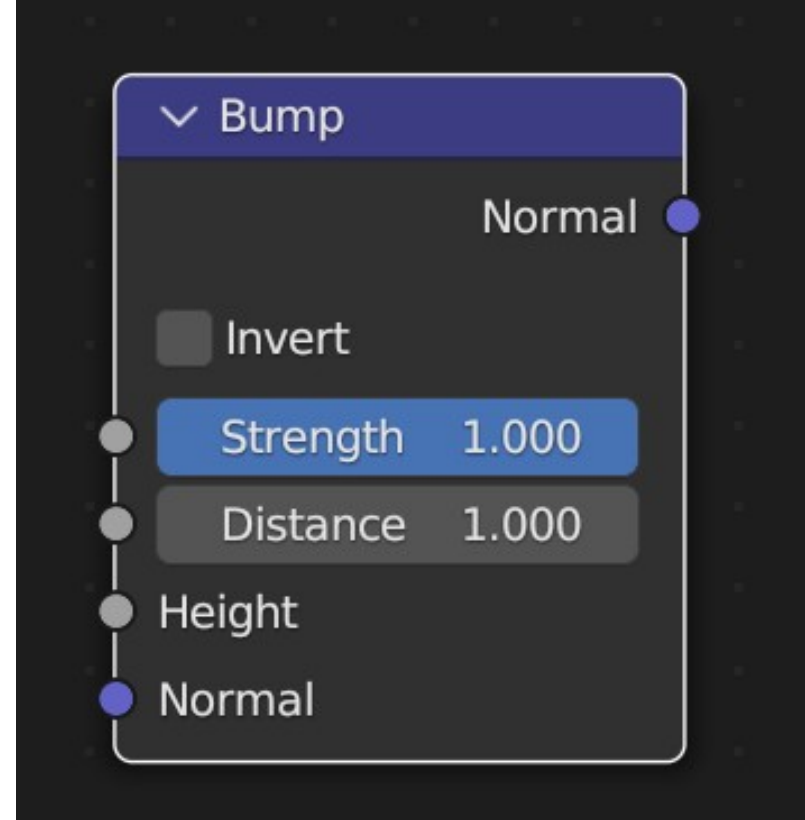 Bump
Normal
Invert
Strength 1.000
Distance 1.000
Height
Normal